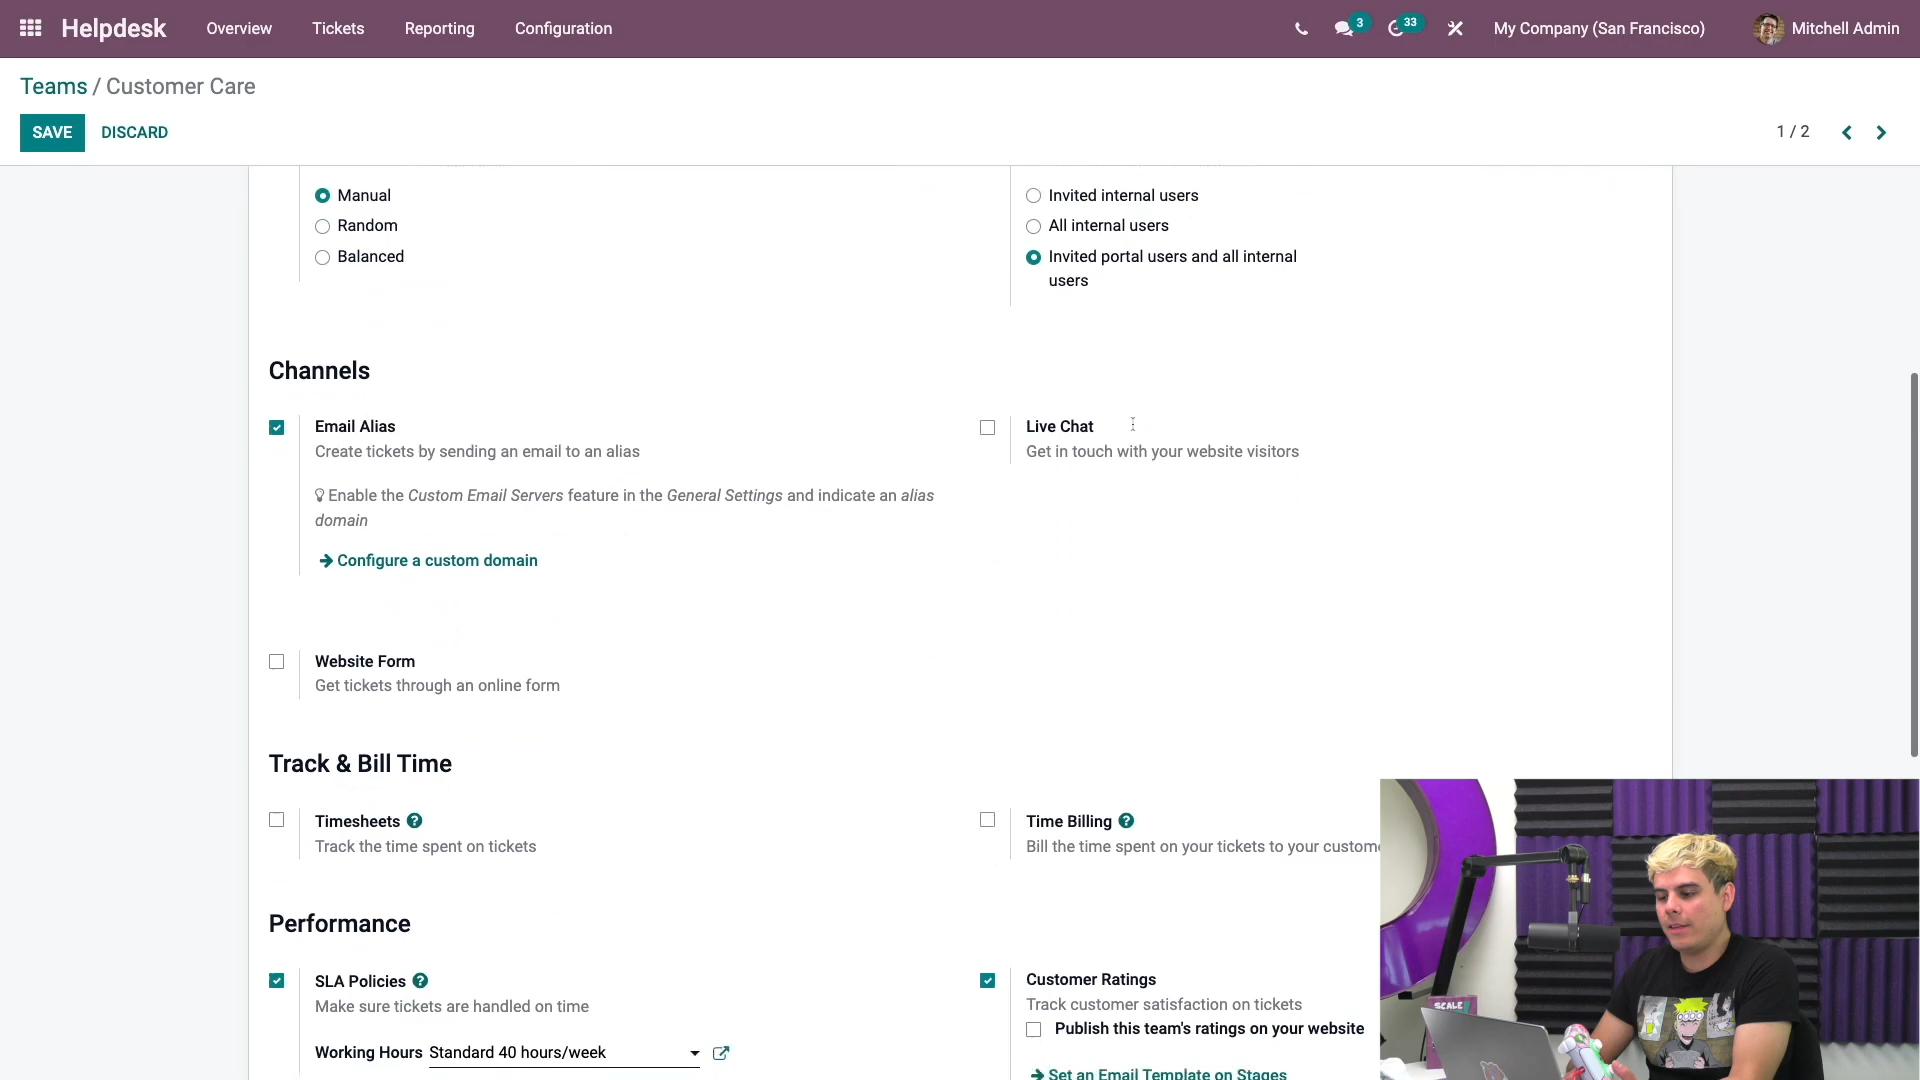 Helpdesk Overview Tickets Reporting Configuration 3 33 My Company (San Francisco) Mitchell Admin
Teams / Customer Care
SAVE DISCARD 1 / 2
Manual
Random
Balanced
Invited internal users
All internal users
Invited portal users and all internal
users
Channels
Email Alias
Create tickets by sending an email to an alias
Enable the Custom Email Servers feature in the General Settings and indicate an alias
domain
Configure a custom domain
Live Chat
Get in touch with your website visitors
Website Form
Get tickets through an online form
Track & Bill Time
Timesheets ?
Track the time spent on tickets
Time Billing ?
Bill the time spent on your tickets to your
Performance
SLA Policies ?
Make sure tickets are handled on time
Working Hours Standard 40 hours/week
Customer Ratings
Track customer satisfaction on tickets
Publish this team's ratings on your website
Set an Email Template on Stages
SCALE